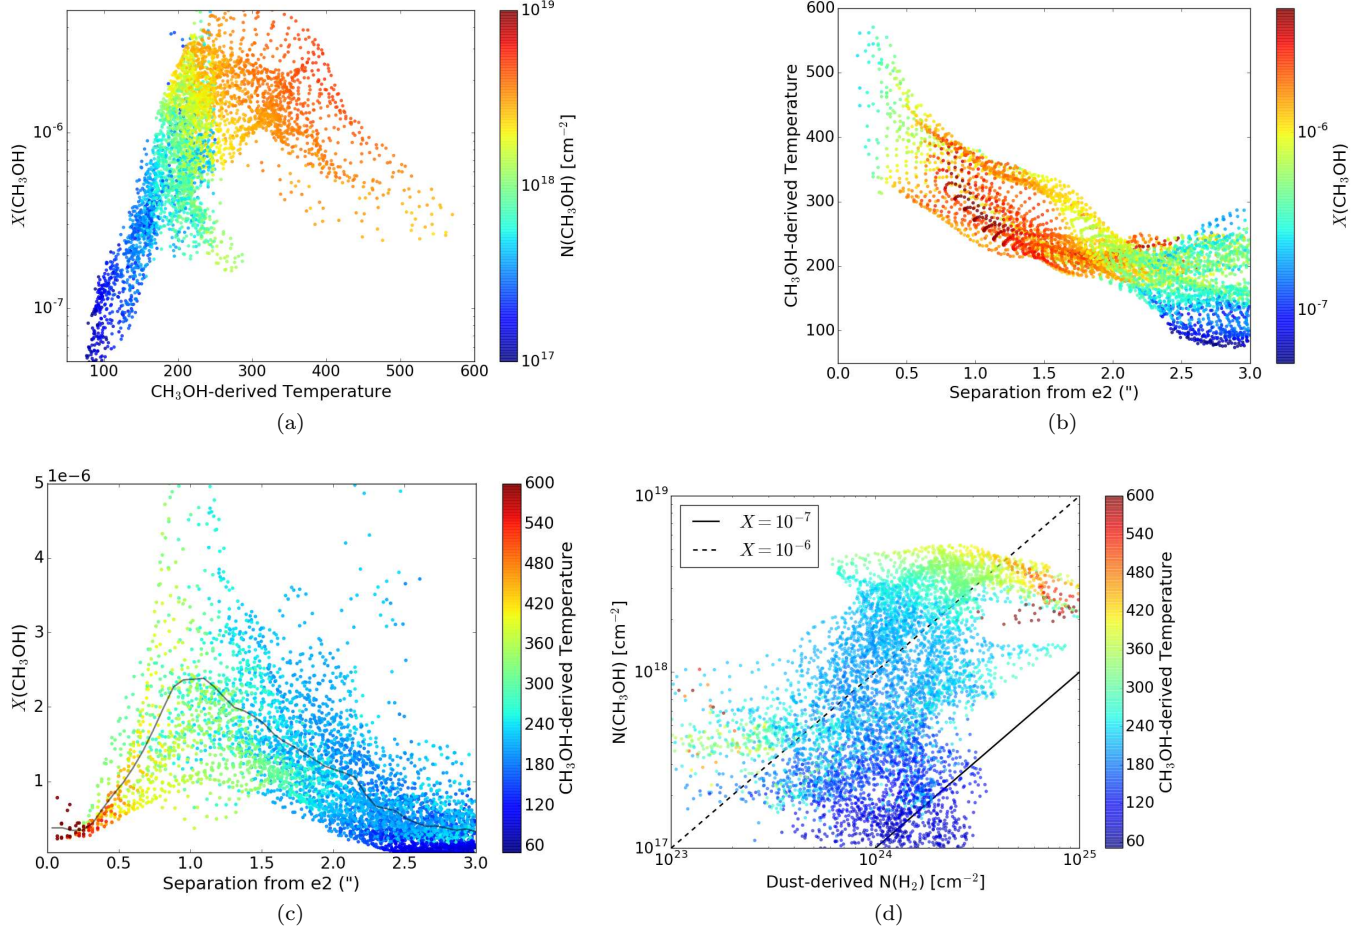 10^19
10^18
10^17
N(CH₃OH) [cm⁻²]
10^-6
10^-7
X(CH₃OH)
100 200 300 400 500 600
CH₃OH-derived Temperature
(a)
600
500
400
300
200
100
CH₃OH-derived Temperature
0.0 0.5 1.0 1.5 2.0 2.5 3.0
Separation from e2 (")
10^-6
10^-7
X(CH₃OH)
(b)
1e−6
5
4
3
2
1
X(CH₃OH)
0.0 0.5 1.0 1.5 2.0 2.5 3.0
Separation from e2 (")
600
540
480
420
360
300
240
180
120
60
CH₃OH-derived Temperature
(c)
X = 10^-7
X = 10^-6
10^19
10^18
10^17
N(CH₃OH) [cm⁻²]
10^23 10^24 10^25
Dust-derived N(H₂) [cm⁻²]
600
540
480
420
360
300
240
180
120
60
CH₃OH-derived Temperature
(d)